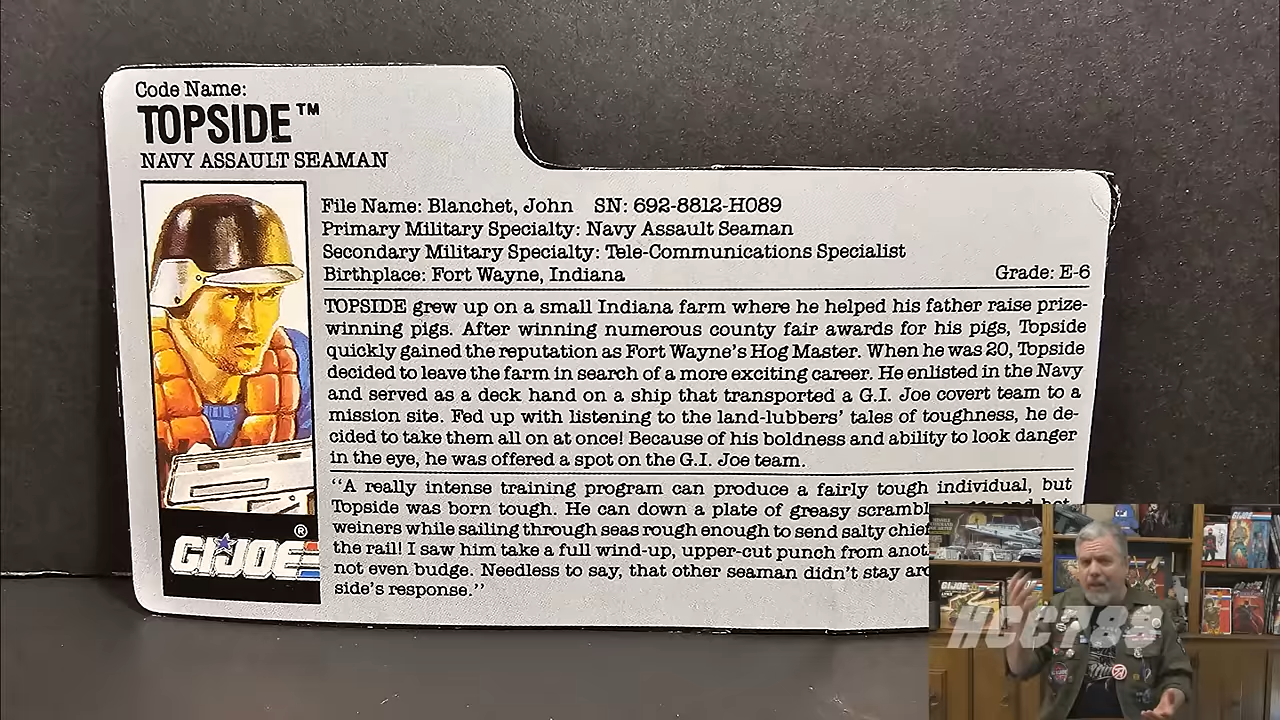 Code Name:
TOPSIDE™
NAVY ASSAULT SEAMAN
File Name: Blanchet, John SN: 692-8812-H089
Primary Military Specialty: Navy Assault Seaman
Secondary Military Specialty: Tele-Communications Specialist
Birthplace: Fort Wayne, Indiana Grade: E-6
TOPSIDE grew up on a small Indiana farm where he helped his father raise prize-
winning pigs. After winning numerous county fair awards for his pigs, Topside
quickly gained the reputation as Fort Wayne's Hog Master. When he was 20, Topside
decided to leave the farm in search of a more exciting career. He enlisted in the Navy
and served as a deck hand on a ship that transported a G.I. Joe covert team to a
mission site. Fed up with listening to the land-lubbers' tales of toughness, he de-
cided to take them all on at once! Because of his boldness and ability to look danger
in the eye, he was offered a spot on the G.I. Joe team.
"A really intense training program can produce a fairly tough individual, but
Topside was born tough. He can down a plate of greasy scrambl
weiners while sailing through seas rough enough to send salty chie
the rail! I saw him take a full wind-up, upper-cut punch from anot
not even budge. Needless to say, that other seaman didn't stay aro
side's response."
GI JOE®
HCC788
GI JOE